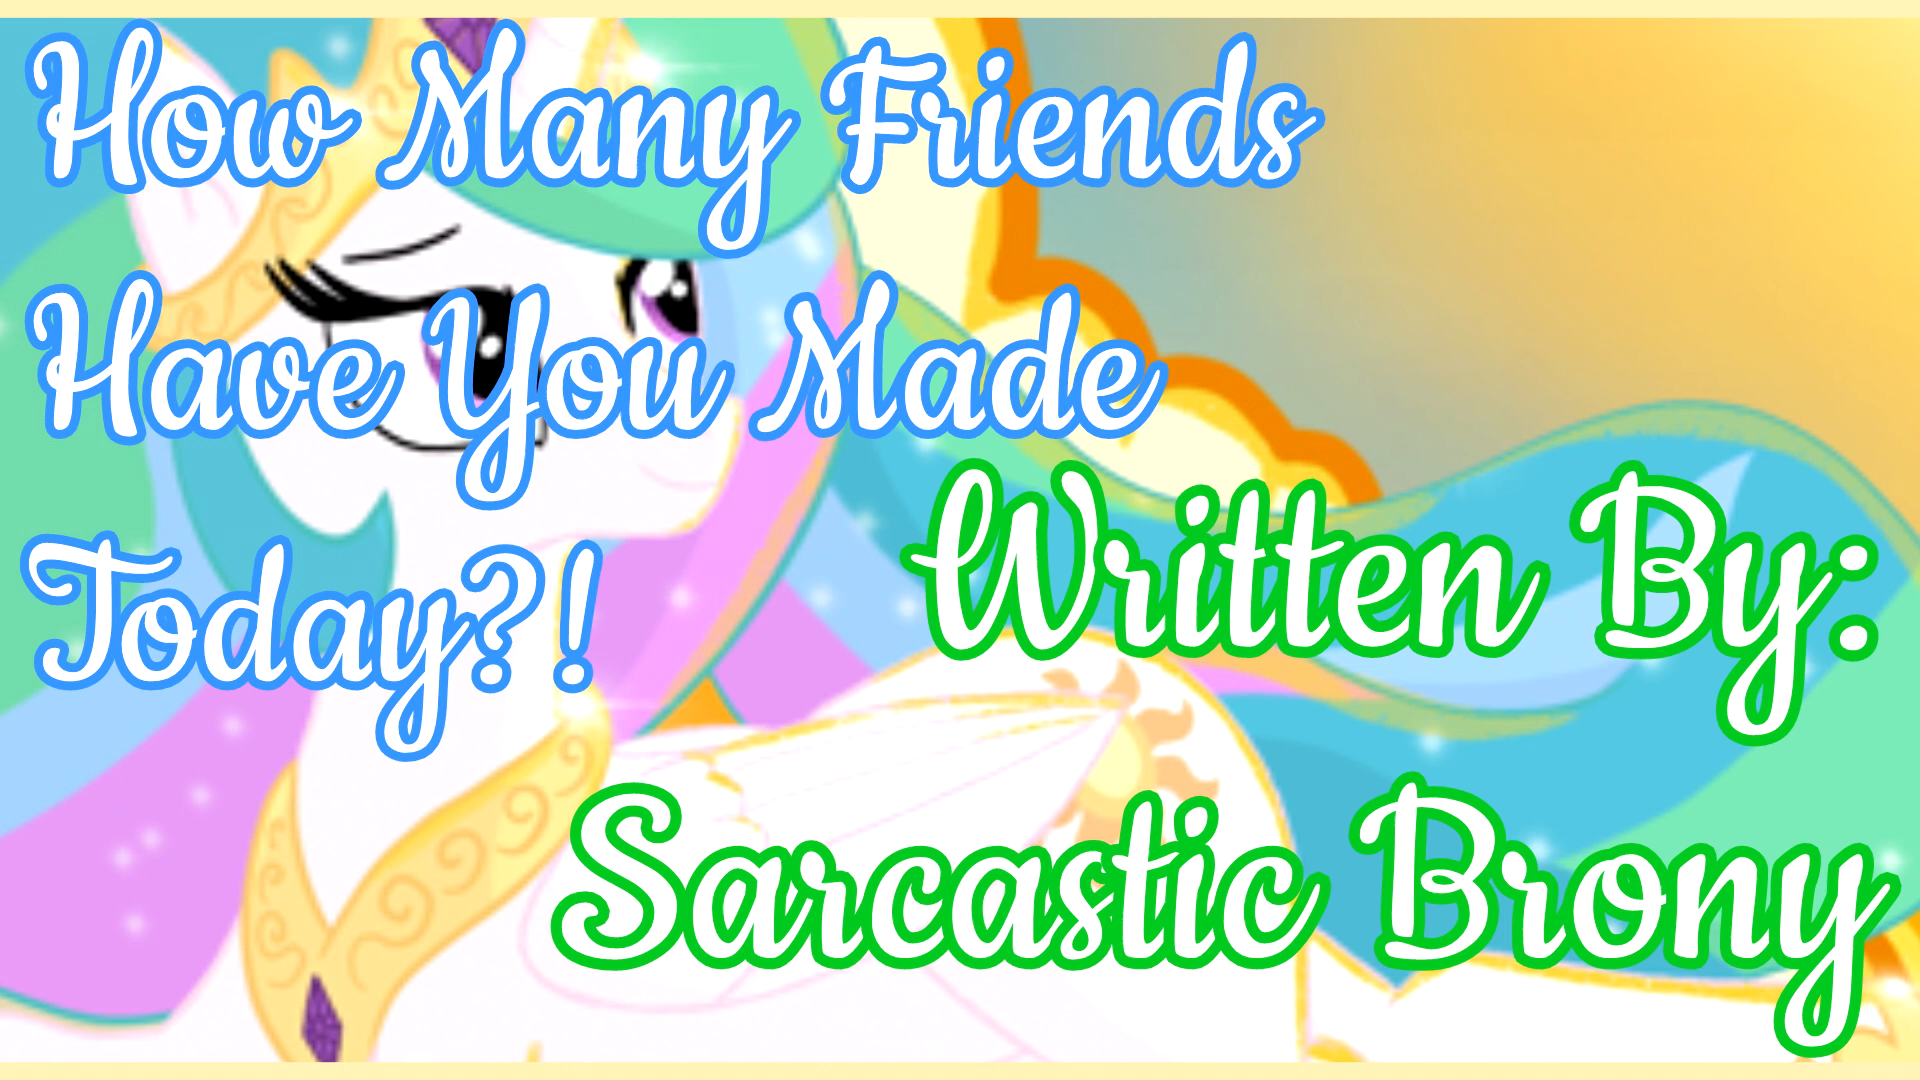 How Many Friends
Have You Made
Today?!
Written By:
Sarcastic Brony